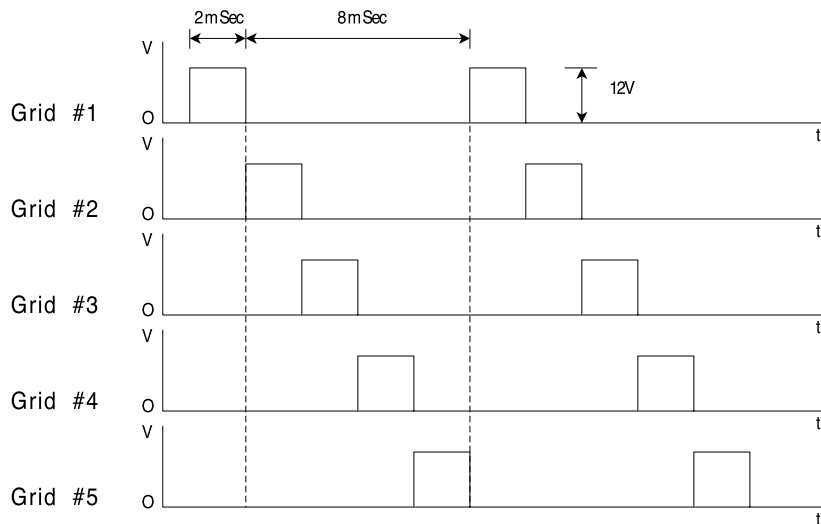 2mSec 8mSec
V
12V
Grid #1
O
t
V
Grid #2
O
t
V
Grid #3
O
t
V
Grid #4
O
t
V
Grid #5
O
t